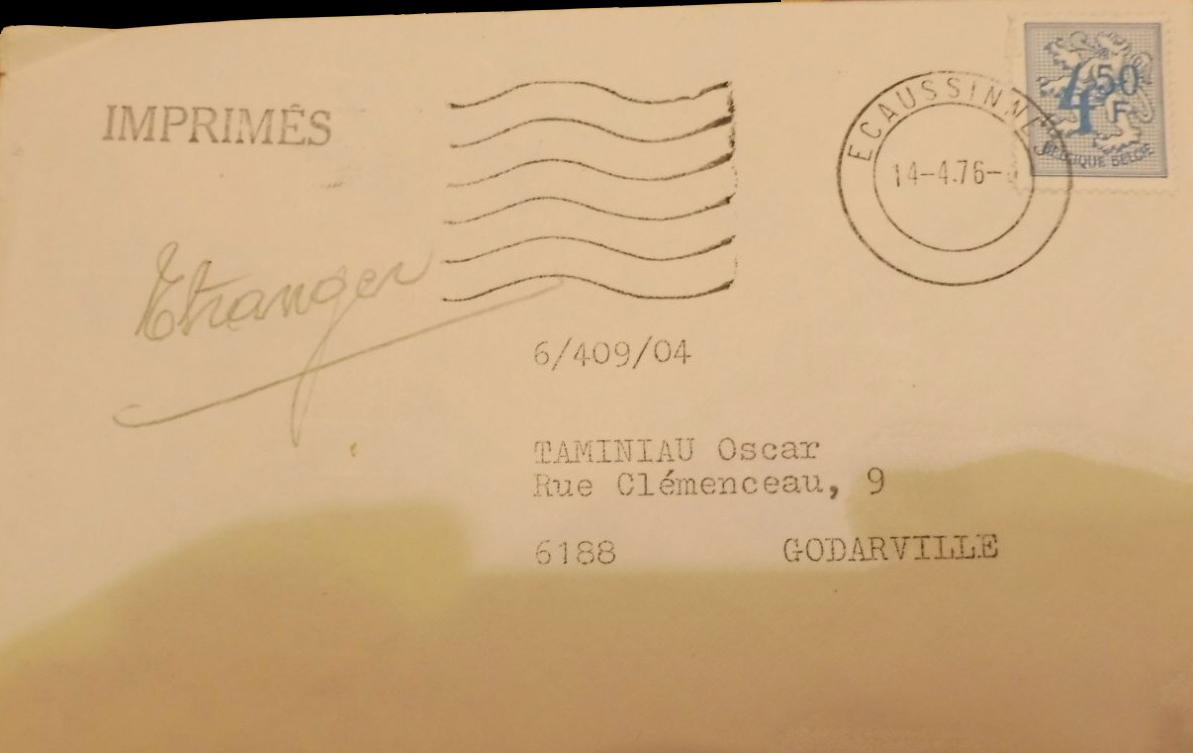 IMPRIMÉS
ECAUSSINNES
14-4.76-
4 50 F
BELGIQUE BELGIE
Etranger
6/409/04
TAMINIAU Oscar
Rue Clémenceau, 9
6188 GODARVILLE